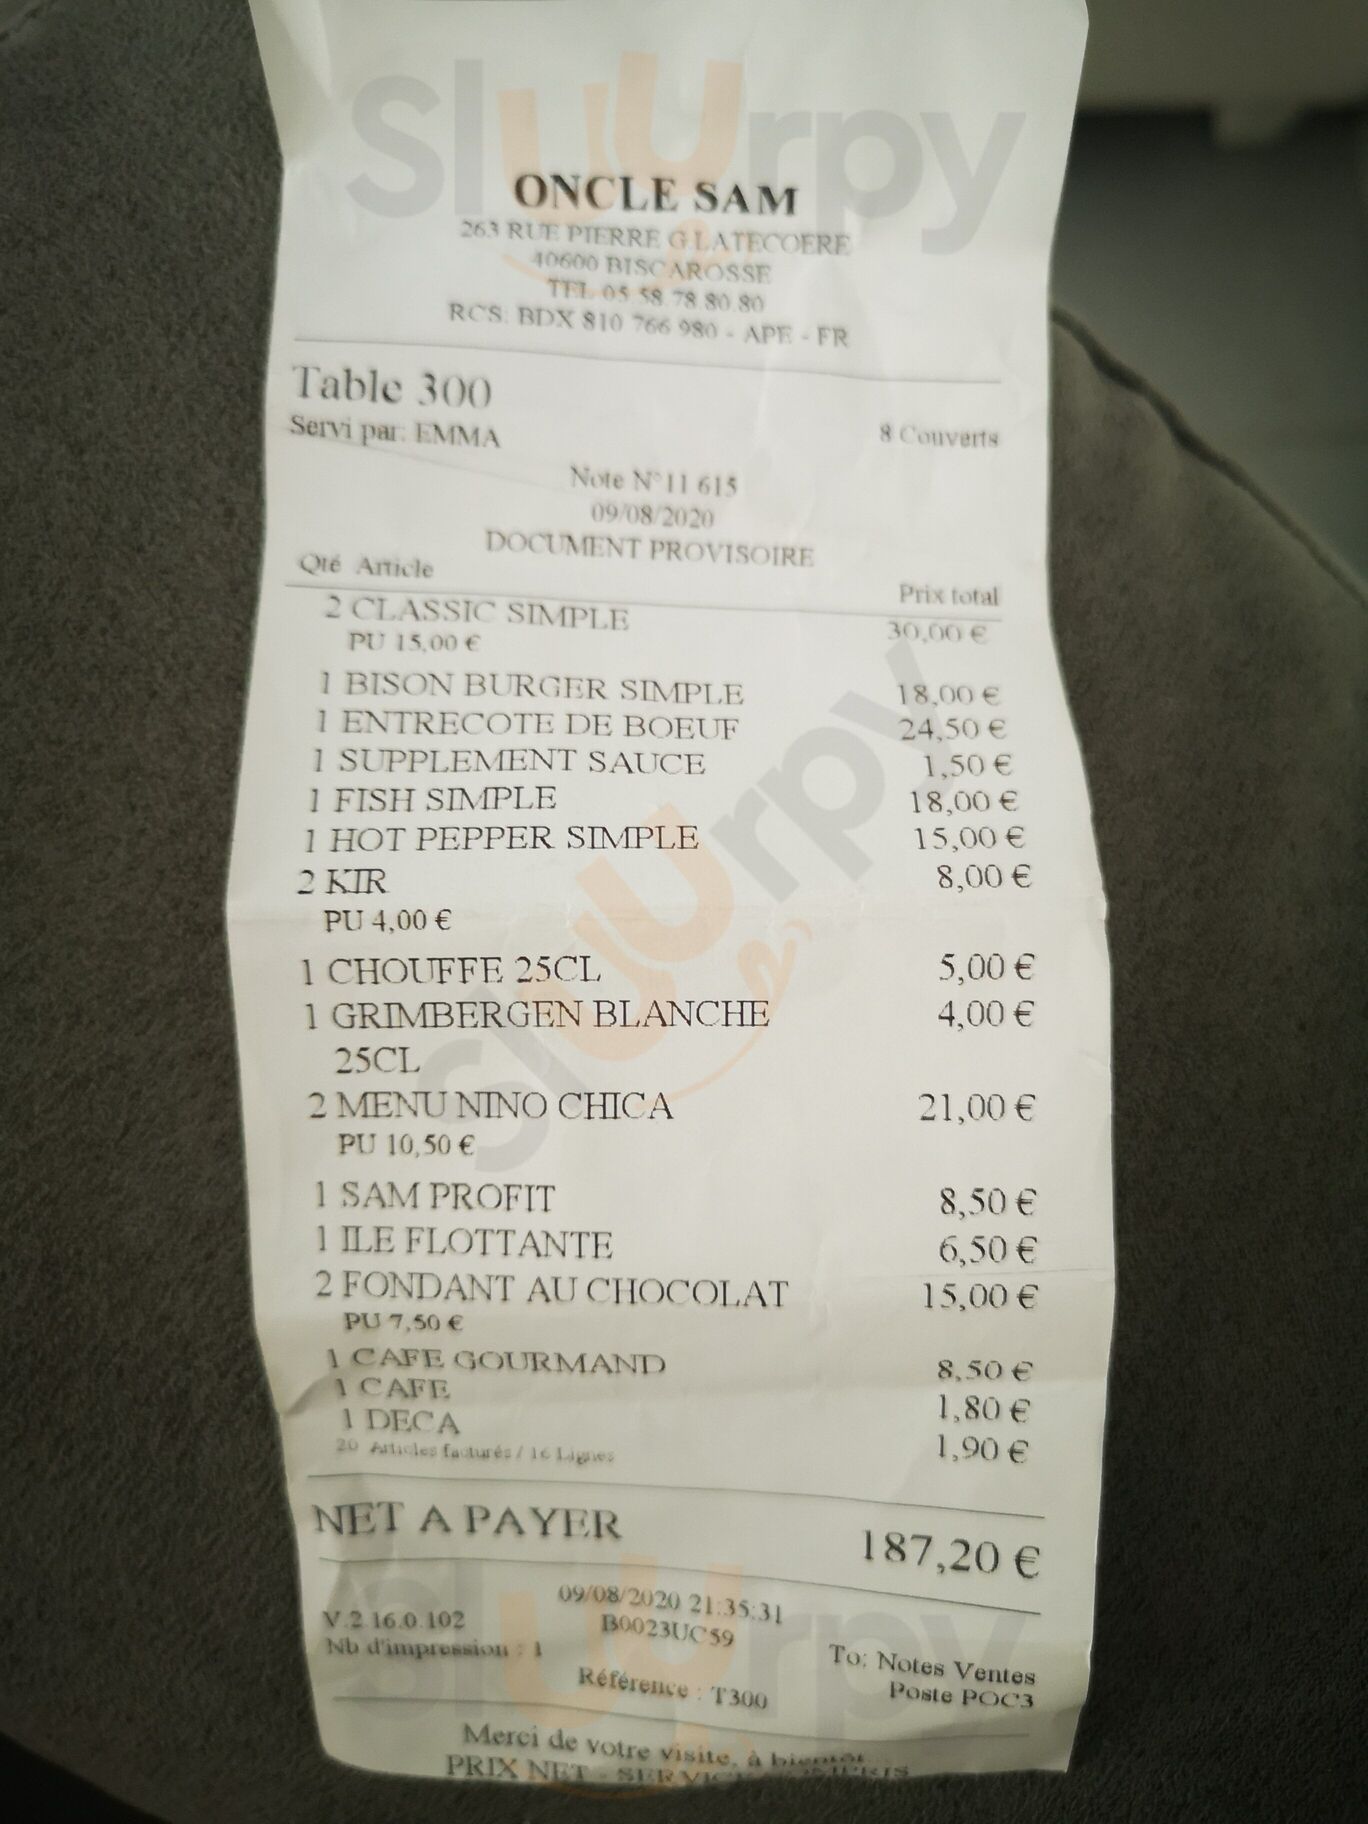 Sluurpy
ONCLE SAM
263 RUE PIERRE G LATECOERE
40600 BISCAROSSE
TEL 05 58 78 80 80
RCS: BDX 810 766 980 - APE - FR
Table 300
Servi par: EMMA 8 Couverts
Note N°11 615
09/08/2020
DOCUMENT PROVISOIRE
Qté Article Prix total
2 CLASSIC SIMPLE 30,00 €
PU 15,00 €
1 BISON BURGER SIMPLE 18,00 €
1 ENTRECOTE DE BOEUF 24,50 €
1 SUPPLEMENT SAUCE 1,50 €
1 FISH SIMPLE 18,00 €
1 HOT PEPPER SIMPLE 15,00 €
2 KIR 8,00 €
PU 4,00 €
Sluurpy
1 CHOUFFE 25CL 5,00 €
1 GRIMBERGEN BLANCHE 4,00 €
25CL
2 MENU NINO CHICA 21,00 €
PU 10,50 €
1 SAM PROFIT 8,50 €
1 ILE FLOTTANTE 6,50 €
2 FONDANT AU CHOCOLAT 15,00 €
PU 7,50 €
1 CAFE GOURMAND 8,50 €
1 CAFE 1,80 €
1 DECA 1,90 €
20 Articles facturés / 16 Lignes
NET A PAYER 187,20 €
Sluurpy
09/08/2020 21:35:31
V.2.16.0.102 B0023UC59
Nb d'impression : 1 To: Notes Ventes
Référence : T300 Poste POC3
Merci de votre visite, à bientôt...
PRIX NET - SERVICE COMPRIS